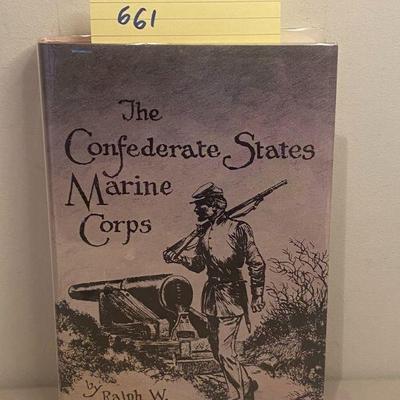 661
The
Confederate States
Marine
Corps
by Ralph W.